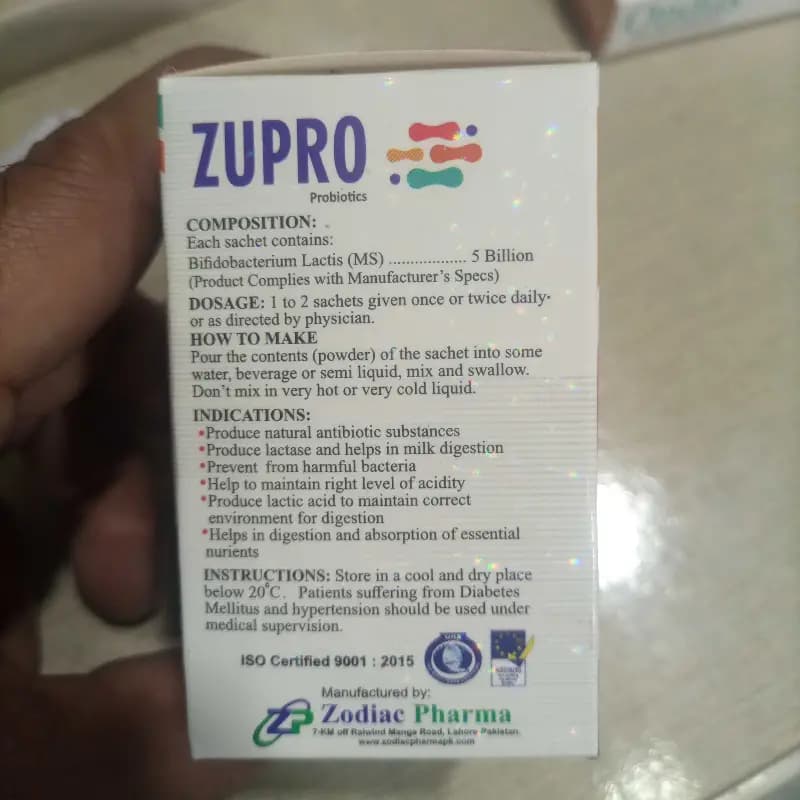 ZUPRO
Probiotics
COMPOSITION:
Each sachet contains:
Bifidobacterium Lactis (MS) .................. 5 Billion
(Product Complies with Manufacturer's Specs)
DOSAGE: 1 to 2 sachets given once or twice daily·
or as directed by physician.
HOW TO MAKE
Pour the contents (powder) of the sachet into some
water, beverage or semi liquid, mix and swallow.
Don't mix in very hot or very cold liquid.
INDICATIONS:
•Produce natural antibiotic substances
•Produce lactase and helps in milk digestion
•Prevent from harmful bacteria
•Help to maintain right level of acidity
•Produce lactic acid to maintain correct
environment for digestion
•Helps in digestion and absorption of essential
nurients
INSTRUCTIONS: Store in a cool and dry place
below 20°C. Patients suffering from Diabetes
Mellitus and hypertension should be used under
medical supervision.
ISO Certified 9001 : 2015
Manufactured by:
ZP Zodiac Pharma
7-KM off Raiwind Manga Road, Lahore Pakistan.
www.zodiacpharmapk.com